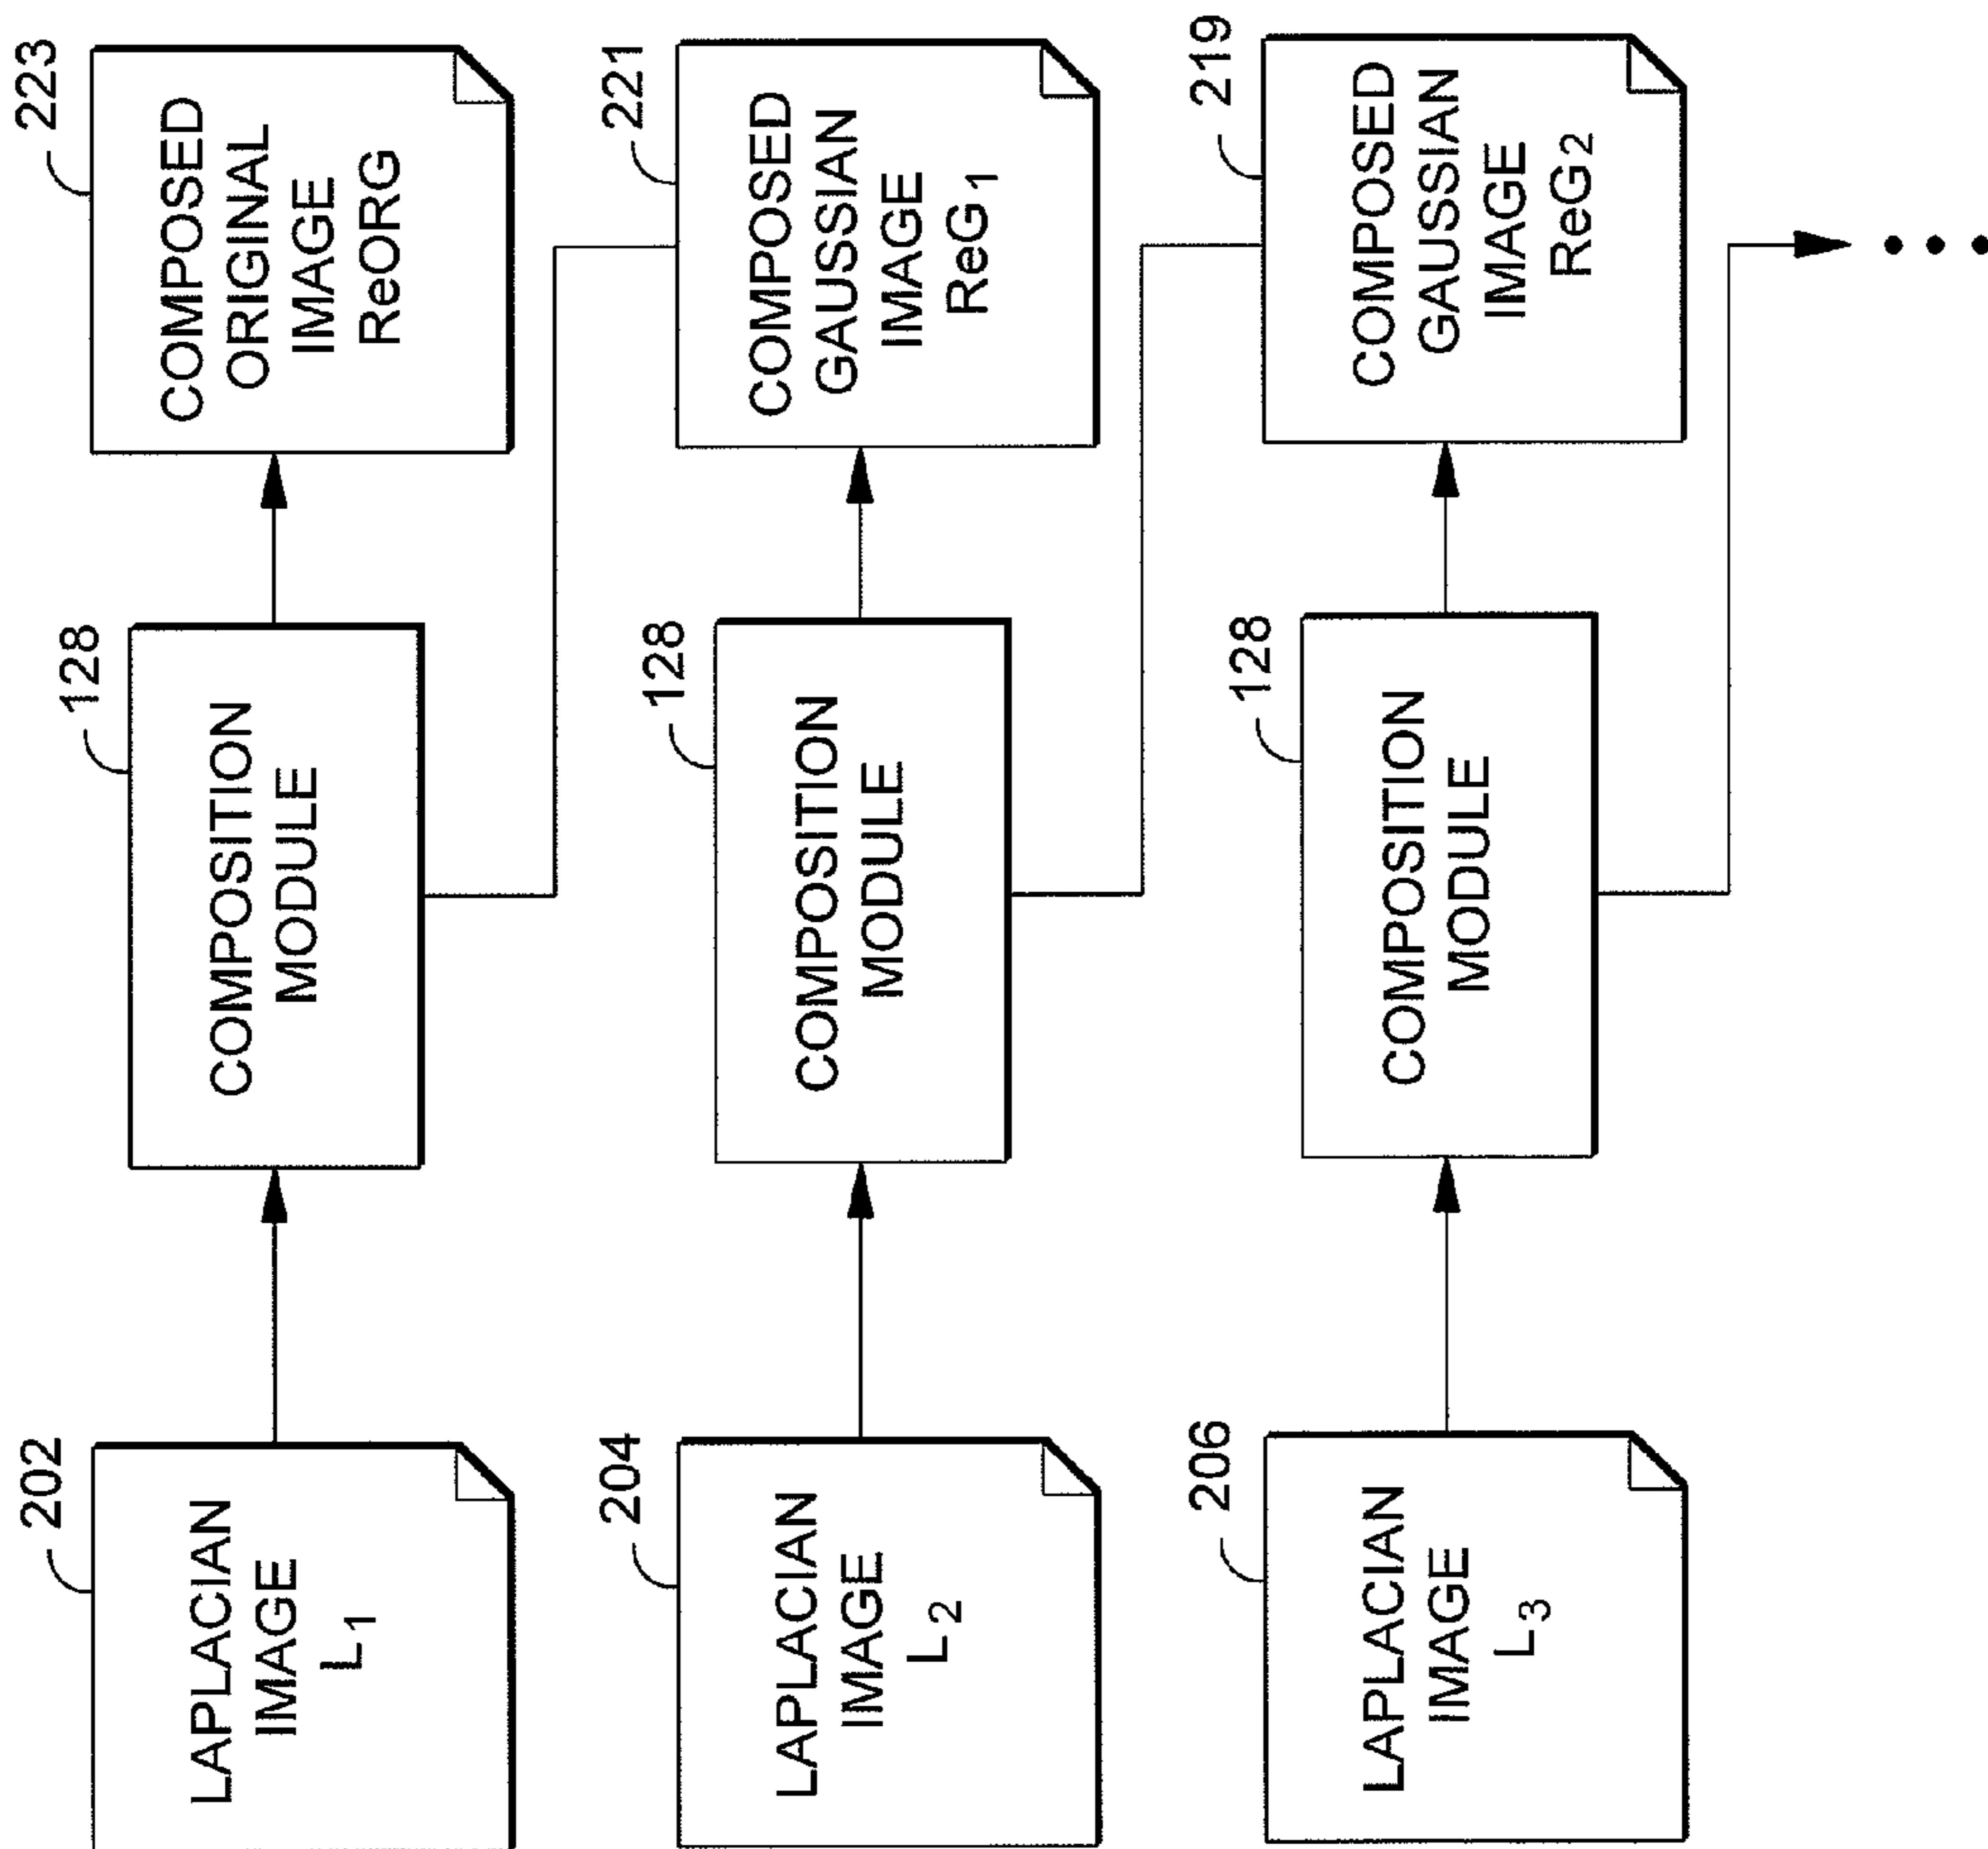 202
LAPLACIAN
IMAGE
L1
128
COMPOSITION
MODULE
223
COMPOSED
ORIGINAL
IMAGE
ReORG
204
LAPLACIAN
IMAGE
L2
128
COMPOSITION
MODULE
221
COMPOSED
GAUSSIAN
IMAGE
ReG1
206
LAPLACIAN
IMAGE
L3
128
COMPOSITION
MODULE
219
COMPOSED
GAUSSIAN
IMAGE
ReG2